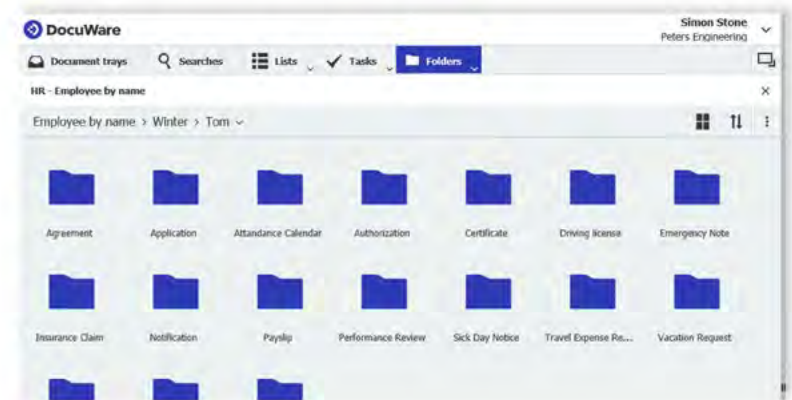 DocuWare
Simon Stone
Peters Engineering
Document trays
Searches
Lists
Tasks
Folders
HR - Employee by name
Employee by name > Winter > Tom
Agreement
Application
Attandance Calendar
Authorization
Certificate
Driving license
Emergency Note
Insurance Claim
Notification
Payslip
Performance Review
Sick Day Notice
Travel Expense Re...
Vacation Request